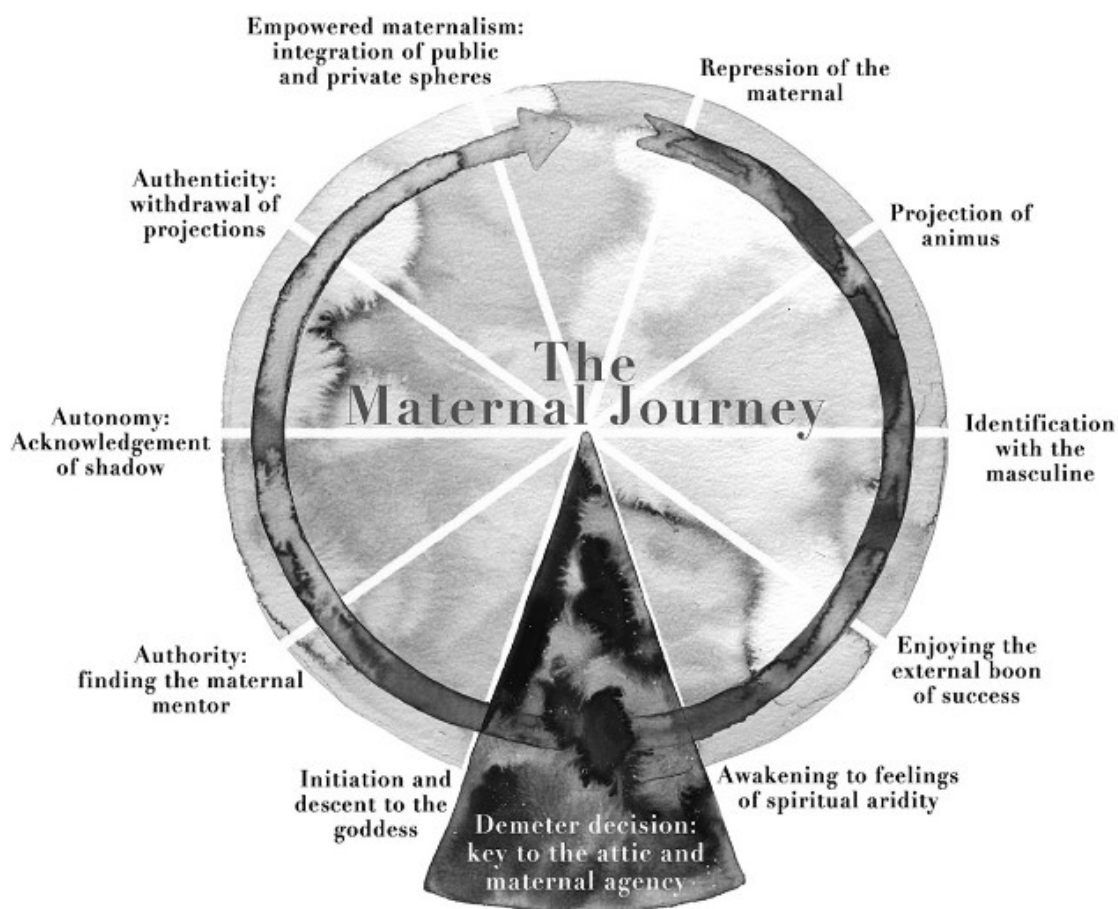 The
Maternal Journey
Repression of the
maternal
Projection of
animus
Identification
with the
masculine
Enjoying the
external boon
of success
Awakening to feelings
of spiritual aridity
Demeter decision:
key to the attic and
maternal agency
Initiation and
descent to the
goddess
Authority:
finding the maternal
mentor
Autonomy:
Acknowledgement
of shadow
Authenticity:
withdrawal of
projections
Empowered maternalism:
integration of public
and private spheres